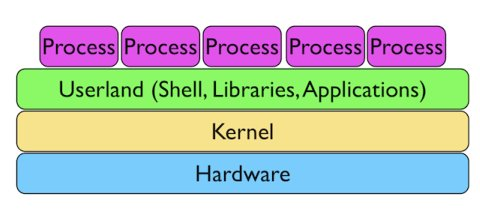 Process Process Process Process Process
Userland (Shell, Libraries, Applications)
Kernel
Hardware